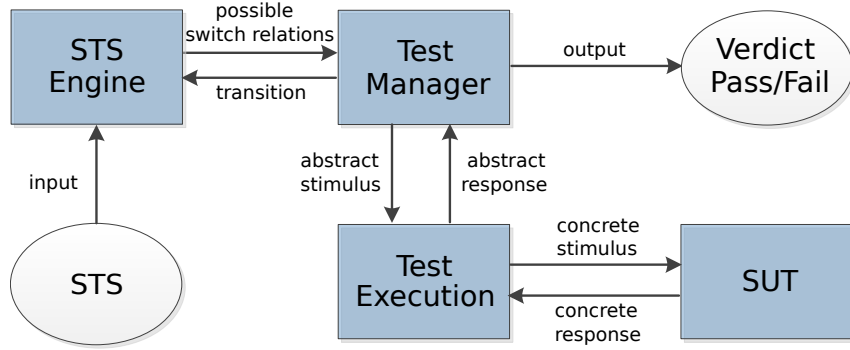 STS
Engine
possible
switch relations
transition
Test
Manager
output
Verdict
Pass/Fail
input
abstract
stimulus
abstract
response
STS
Test
Execution
concrete
stimulus
concrete
response
SUT